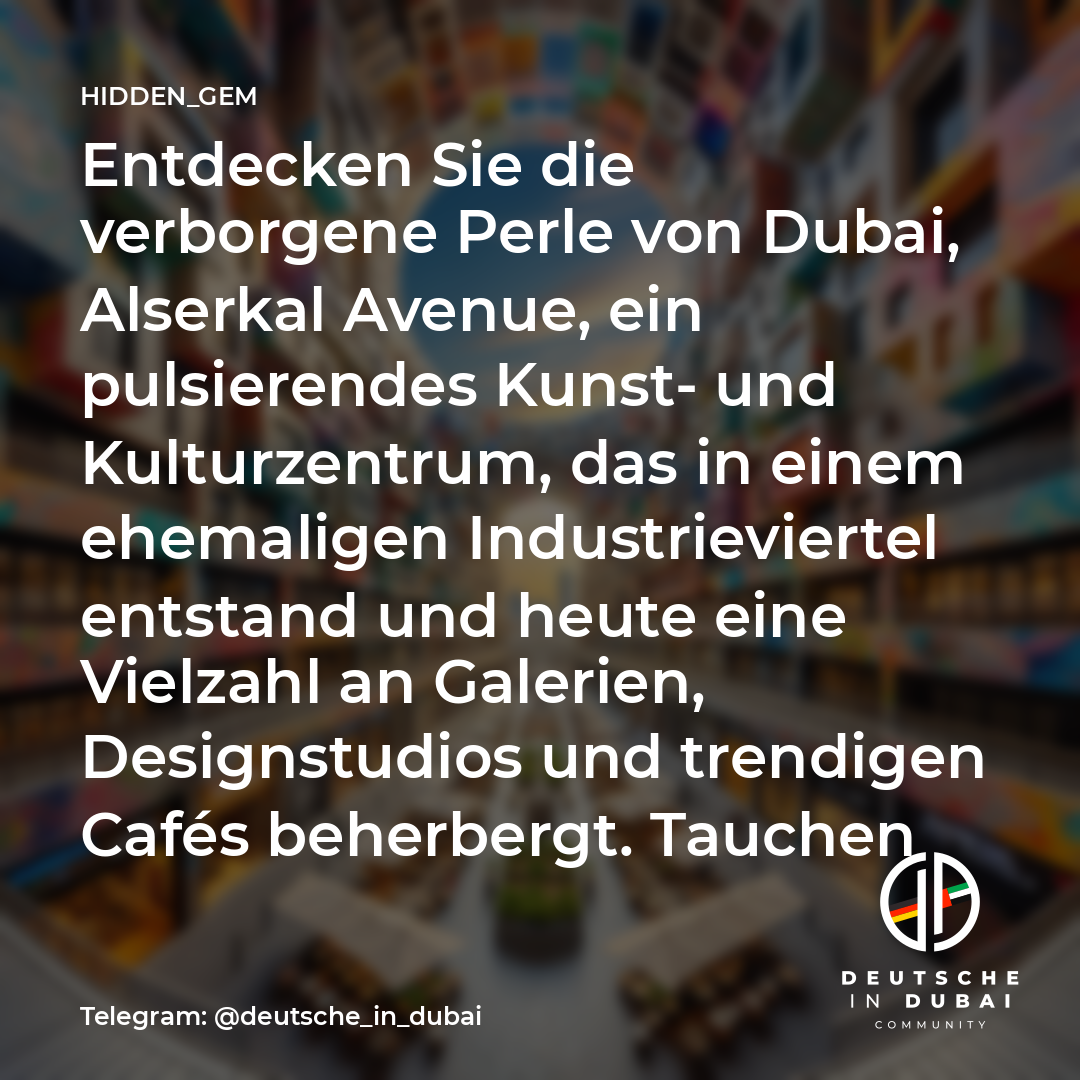 HIDDEN_GEM
Entdecken Sie die
verborgene Perle von Dubai,
Alserkal Avenue, ein
pulsierendes Kunst- und
Kulturzentrum, das in einem
ehemaligen Industrieviertel
entstand und heute eine
Vielzahl an Galerien,
Designstudios und trendigen
Cafés beherbergt. Tauchen
DEUTSCHE
IN DUBAI
COMMUNITY
Telegram: @deutsche_in_dubai